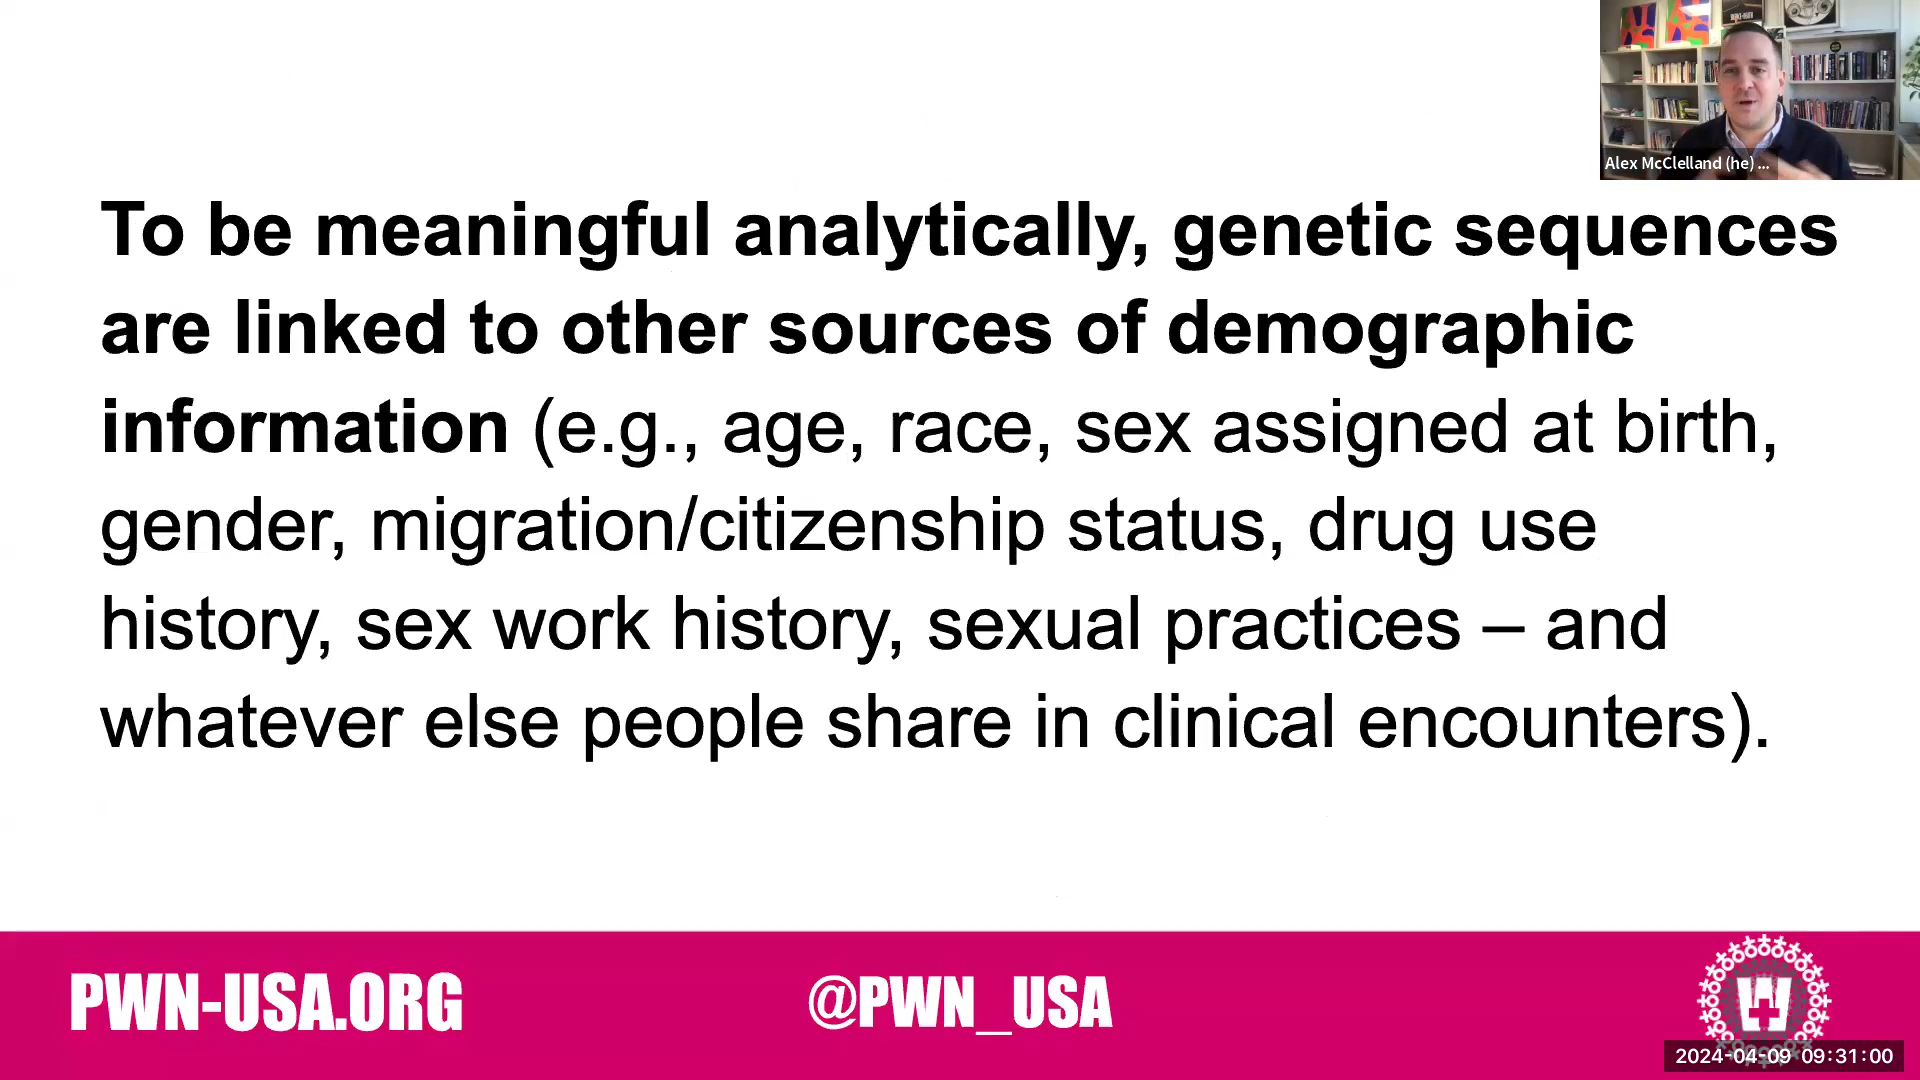 Alex McClelland (he) ...
To be meaningful analytically, genetic sequences
are linked to other sources of demographic
information (e.g., age, race, sex assigned at birth,
gender, migration/citizenship status, drug use
history, sex work history, sexual practices – and
whatever else people share in clinical encounters).
PWN-USA.ORG
@PWN_USA
2024-04-09 09:31:00